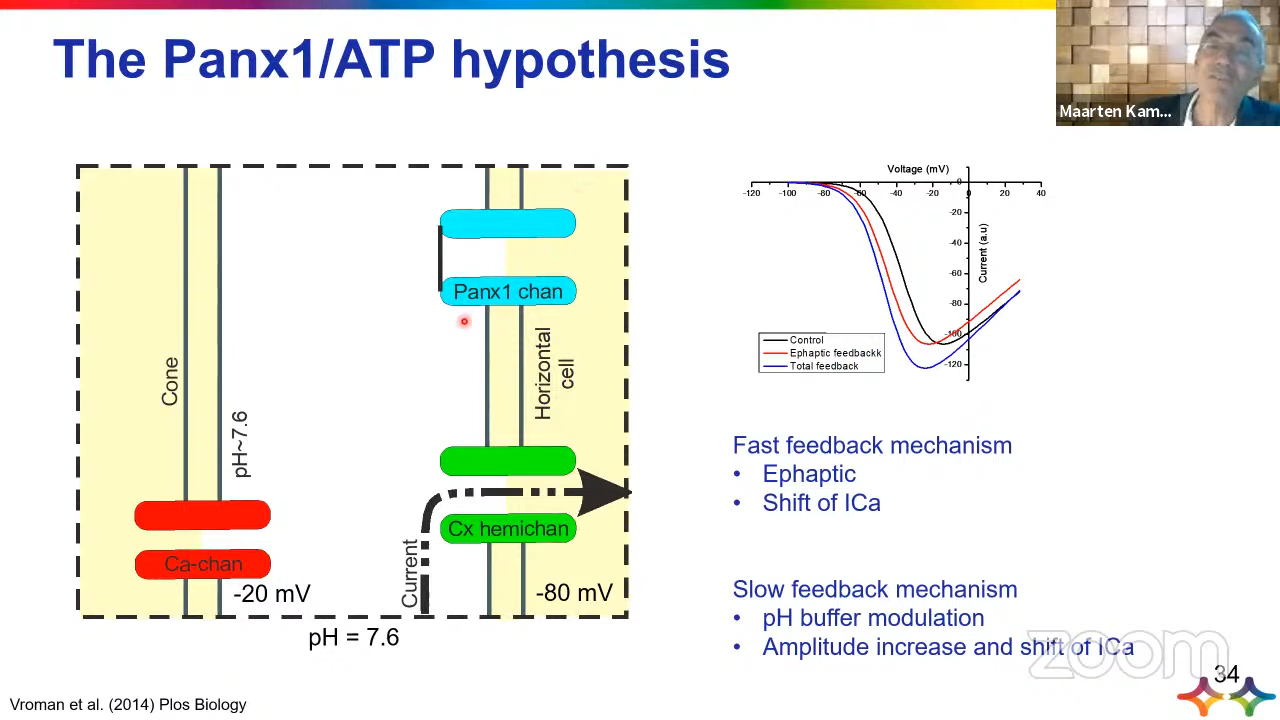 The Panx1/ATP hypothesis
Maarten Kam...
Panx1 chan
Cone
pH~7.6
Horizontal
cell
Ca-chan
-20 mV
Current
Cx hemichan
-80 mV
pH = 7.6
Voltage (mV)
-120 -100 -80 -60 -40 -20 0 20 40
0
-20
-40
-60
-80
-100
-120
Current (a.u)
Control
Ephaptic feedbackk
Total feedback
Fast feedback mechanism
• Ephaptic
• Shift of ICa
Slow feedback mechanism
• pH buffer modulation
• Amplitude increase and shift of ICa
zoom
34
Vroman et al. (2014) Plos Biology